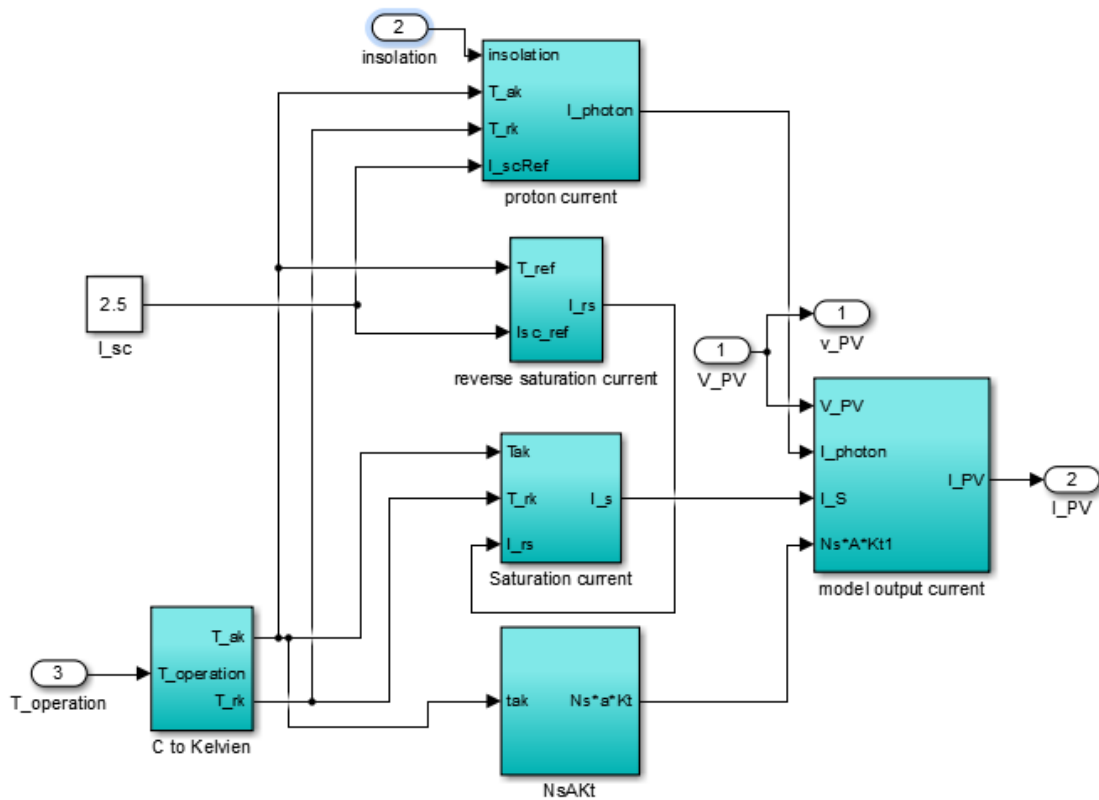 2
insolation
insolation
T_ak
T_rk
I_scRef
I_photon
proton current
2.5
I_sc
T_ref
Isc_ref
I_rs
reverse saturation current
1
V_PV
1
v_PV
Tak
T_rk
I_rs
I_s
Saturation current
V_PV
I_photon
I_S
Ns*A*Kt1
I_PV
model output current
2
I_PV
3
T_operation
T_ak
T_operation
T_rk
C to Kelvien
tak
Ns*a*Kt
NsAKt